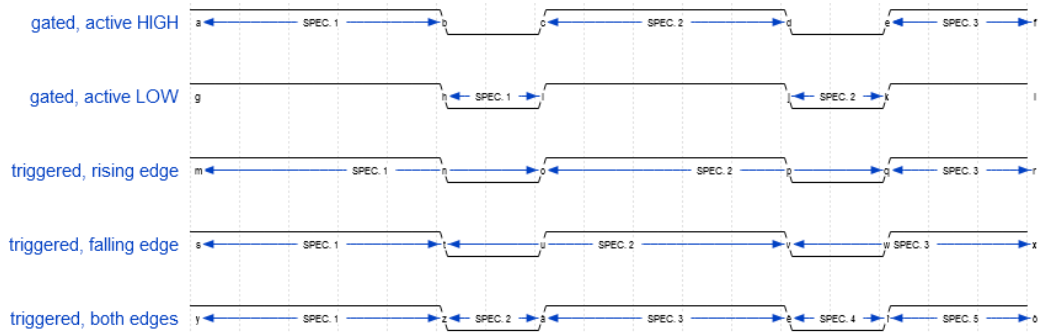 gated, active HIGH a SPEC. 1 b c SPEC. 2 d e SPEC. 3 f
gated, active LOW g h SPEC. 1 i j SPEC. 2 k l
triggered, rising edge m SPEC. 1 n o SPEC. 2 p q SPEC. 3 r
triggered, falling edge s SPEC. 1 t u SPEC. 2 v w SPEC. 3 x
triggered, both edges y SPEC. 1 z SPEC. 2 SPEC. 3 SPEC. 4 SPEC. 5